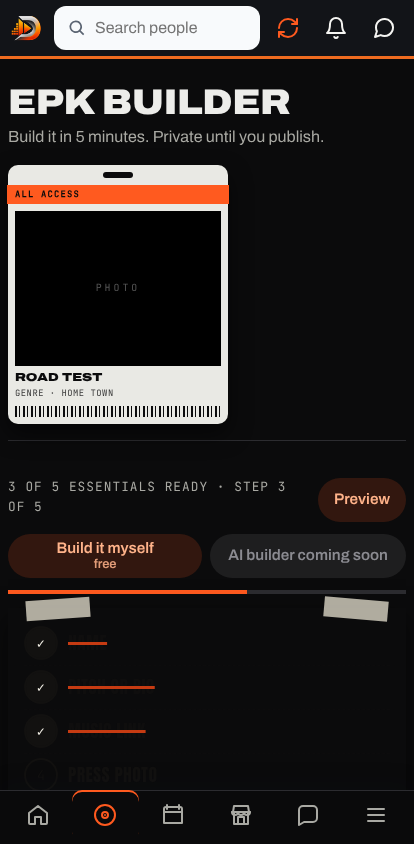 Search people
EPK BUILDER
Build it in 5 minutes. Private until you publish.
ALL ACCESS
PHOTO
ROAD TEST
GENRE · HOME TOWN
3 OF 5 ESSENTIALS READY · STEP 3
OF 5
Preview
Build it myself
free
AI builder coming soon
PRESS PHOTO